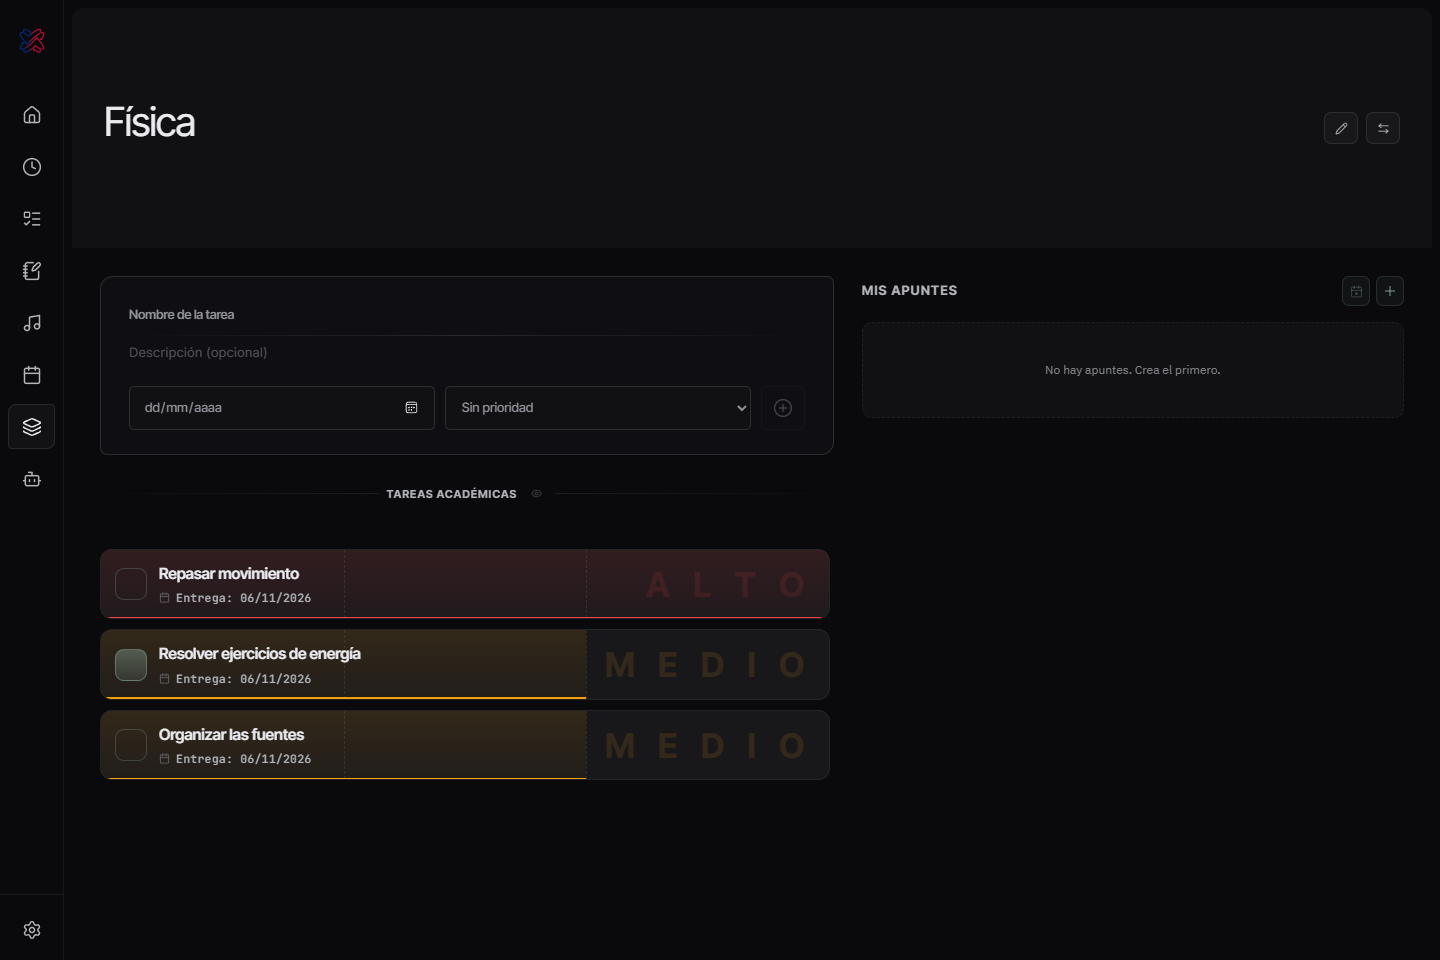 Física
Nombre de la tarea
Descripción (opcional)
dd/mm/aaaa
Sin prioridad
TAREAS ACADÉMICAS
Repasar movimiento
Entrega: 06/11/2026
ALTO
Resolver ejercicios de energía
Entrega: 06/11/2026
MEDIO
Organizar las fuentes
Entrega: 06/11/2026
MEDIO
MIS APUNTES
No hay apuntes. Crea el primero.